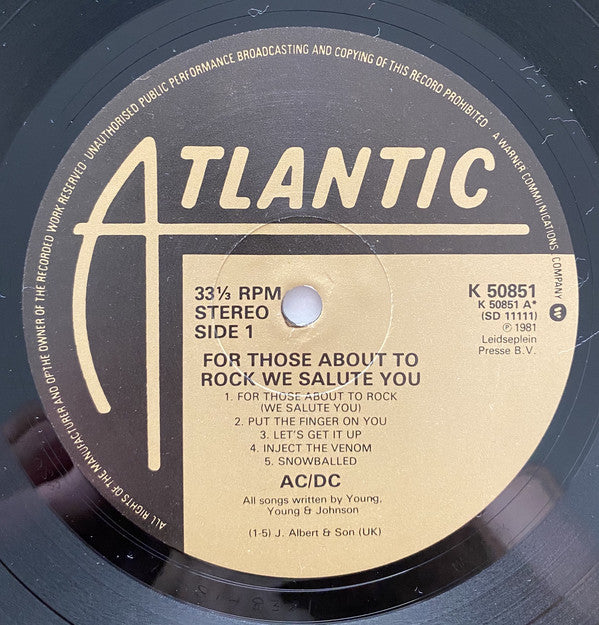 ALL RIGHTS OF THE MANUFACTURER AND OF THE OWNER OF THE RECORDED WORK RESERVED · UNAUTHORISED PUBLIC PERFORMANCE BROADCASTING AND COPYING OF THIS RECORD PROHIBITED · A WARNER COMMUNICATIONS COMPANY
ATLANTIC
33⅓ RPM
STEREO
SIDE 1
K 50851
K 50851 A*
(SD 11111)
℗ 1981
Leidseplein
Presse B.V.
FOR THOSE ABOUT TO
ROCK WE SALUTE YOU
1. FOR THOSE ABOUT TO ROCK
(WE SALUTE YOU)
2. PUT THE FINGER ON YOU
3. LET'S GET IT UP
4. INJECT THE VENOM
5. SNOWBALLED
AC/DC
All songs written by Young,
Young & Johnson
(1-5) J. Albert & Son (UK)